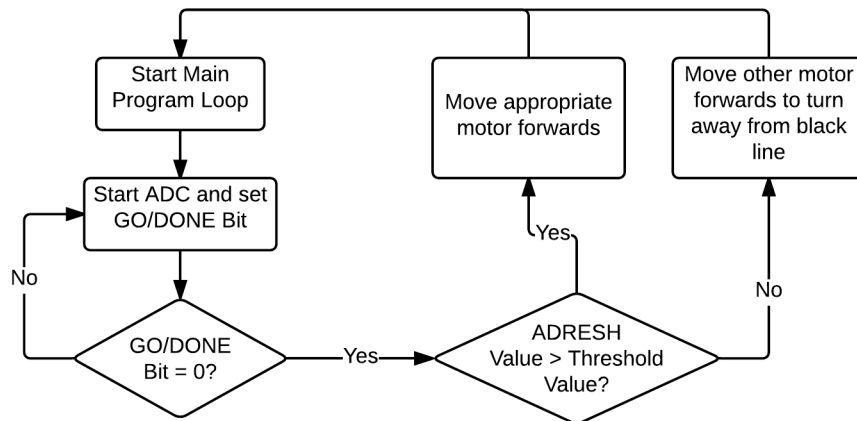 Start Main
Program Loop
Move appropriate
motor forwards
Move other motor
forwards to turn
away from black
line
Start ADC and set
GO/DONE Bit
Yes
No
No
GO/DONE
Bit = 0?
Yes
ADRESH
Value > Threshold
Value?